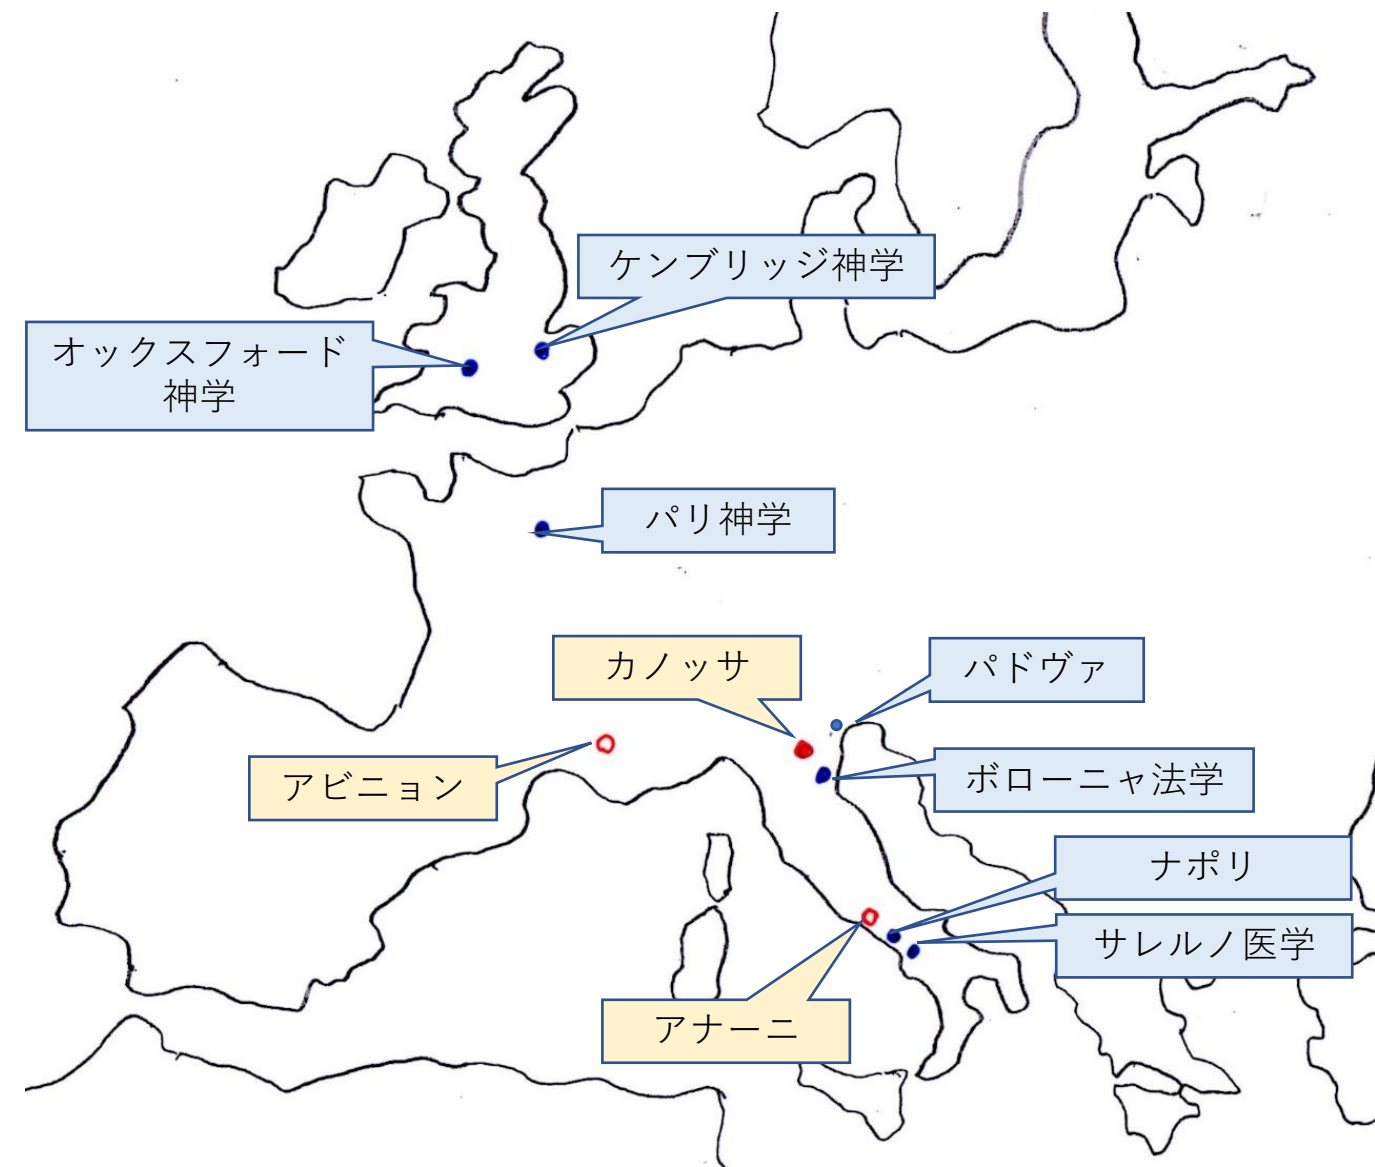 ケンブリッジ神学
オックスフォード
神学
パリ神学
カノッサ
パドヴァ
アビニョン
ボローニャ法学
ナポリ
サレルノ医学
アナーニ